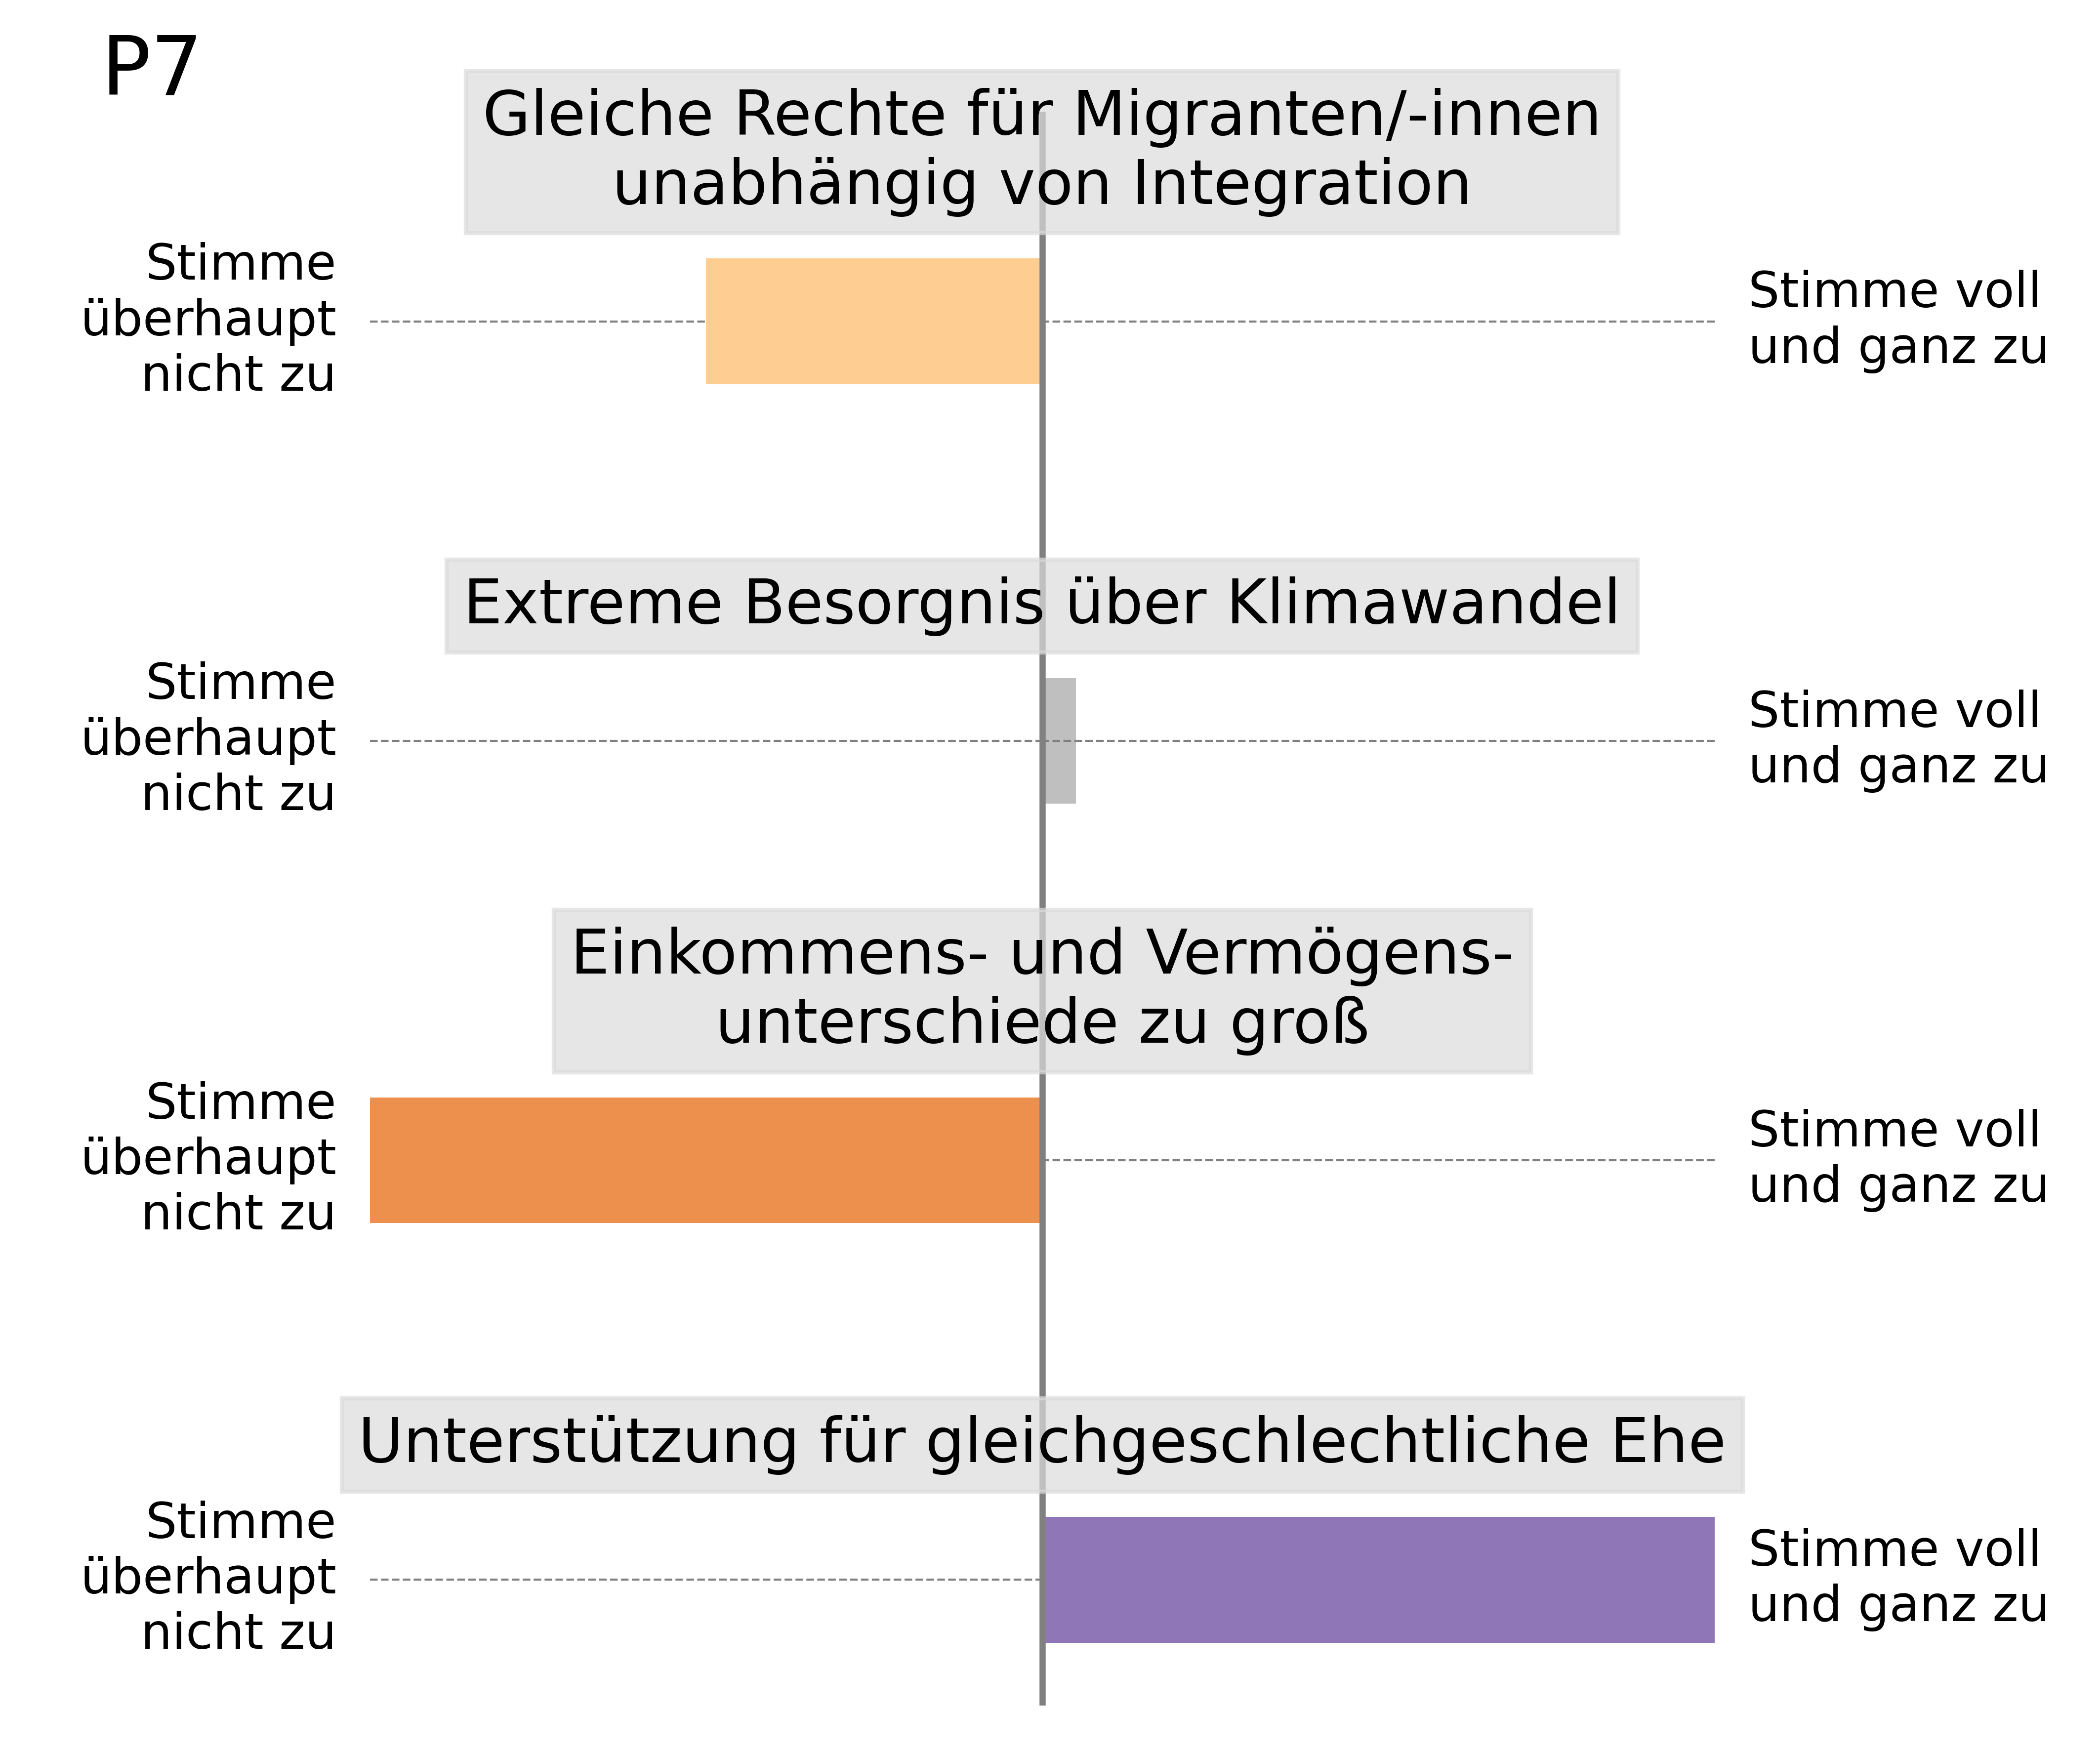 P7
Gleiche Rechte für Migranten/-innen
unabhängig von Integration
Stimme
überhaupt
nicht zu
Stimme voll
und ganz zu
Extreme Besorgnis über Klimawandel
Stimme
überhaupt
nicht zu
Stimme voll
und ganz zu
Einkommens- und Vermögens-
unterschiede zu groß
Stimme
überhaupt
nicht zu
Stimme voll
und ganz zu
Unterstützung für gleichgeschlechtliche Ehe
Stimme
überhaupt
nicht zu
Stimme voll
und ganz zu